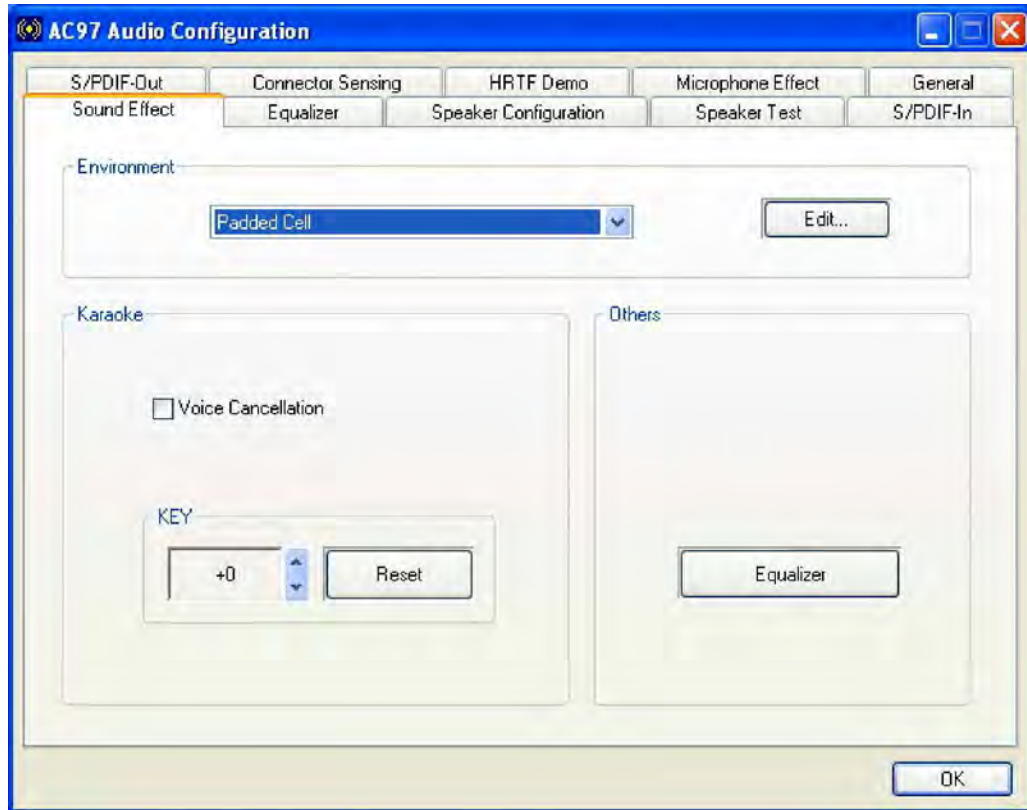 AC97 Audio Configuration
S/PDIF-Out Connector Sensing HRTF Demo Microphone Effect General
Sound Effect Equalizer Speaker Configuration Speaker Test S/PDIF-In
Environment
Padded Cell Edit...
Karaoke Others
Voice Cancellation
KEY
+0 Reset Equalizer
OK